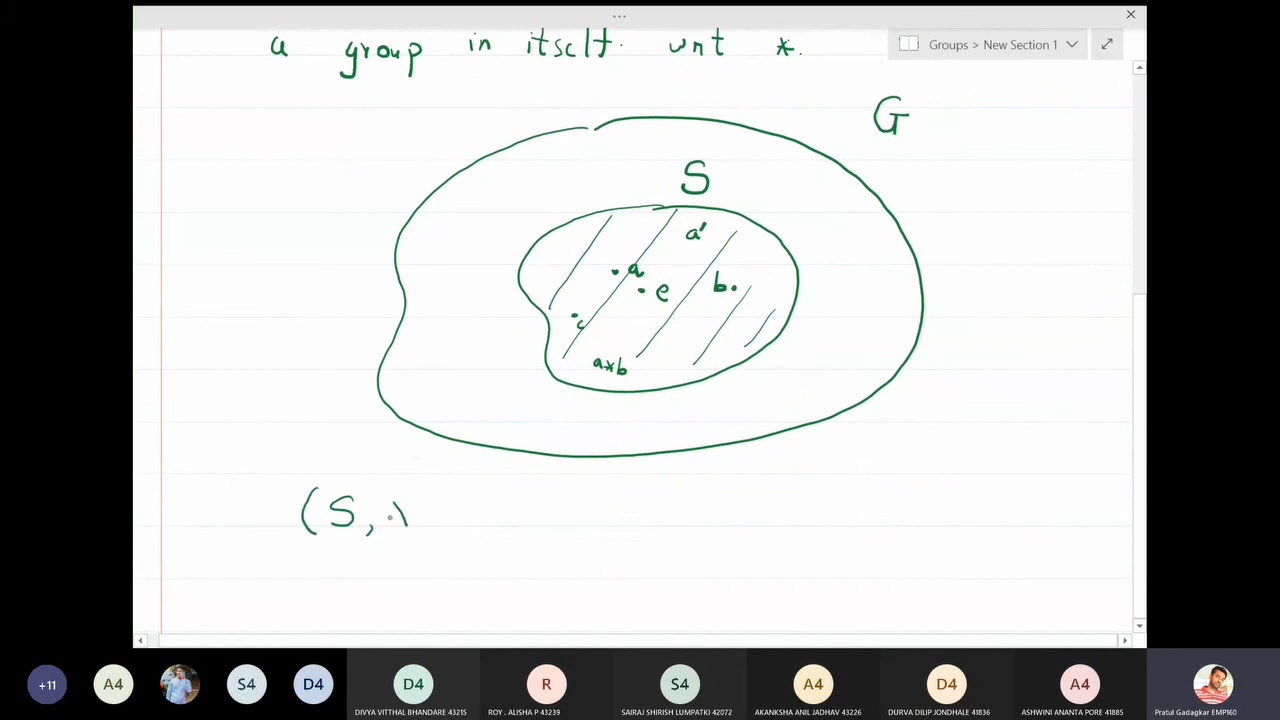 ...
Groups > New Section 1
a group in itself. wrt *.
G
S
a'
a
e
b
c
a*b
(S,
+11
A4
S4
D4
D4
R
S4
A4
D4
A4
DIVYA VITTHAL BHANDARE 43215
ROY . ALISHA P 43239
SAIRAJ SHIRISH LUMPATKI 42072
AKANKSHA ANIL JADHAV 43226
DURVA DILIP JONDHALE 41836
ASHWINI ANANTA PORE 41885
Pratul Gadagkar EMP160